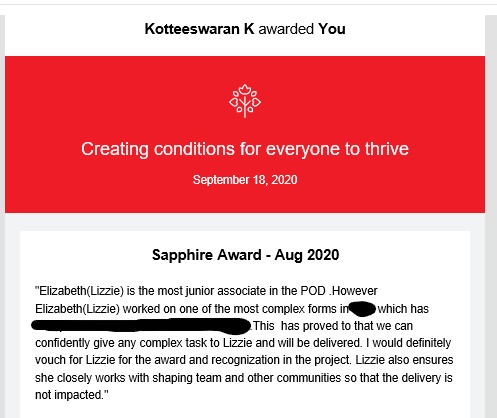 Kotteeswaran K awarded You
Creating conditions for everyone to thrive
September 18, 2020
Sapphire Award - Aug 2020
"Elizabeth(Lizzie) is the most junior associate in the POD .However
Elizabeth(Lizzie) worked on one of the most complex forms in which has
.This has proved to that we can
confidently give any complex task to Lizzie and will be delivered. I would definitely
vouch for Lizzie for the award and recognization in the project. Lizzie also ensures
she closely works with shaping team and other communities so that the delivery is
not impacted."